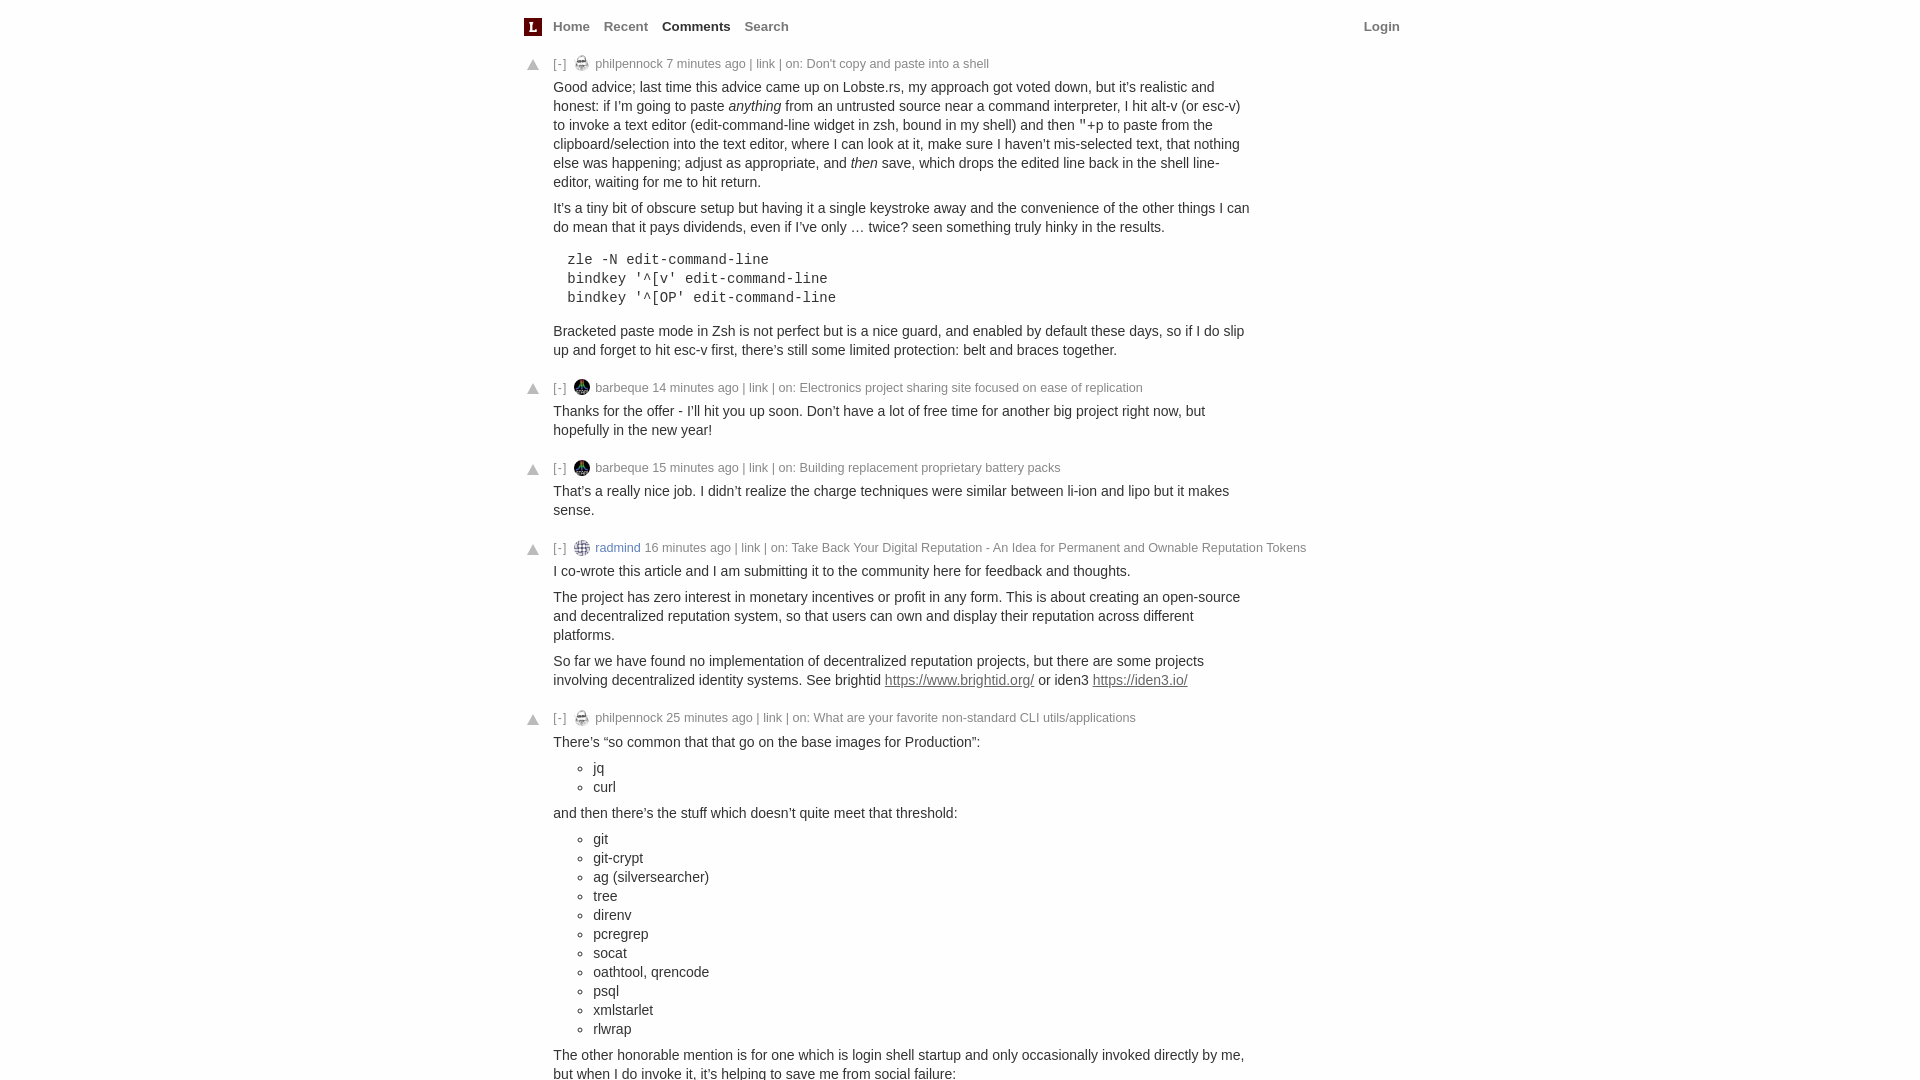 L Home Recent Comments Search Login
[-] philpennock 7 minutes ago | link | on: Don't copy and paste into a shell
Good advice; last time this advice came up on Lobste.rs, my approach got voted down, but it’s realistic and
honest: if I’m going to paste anything from an untrusted source near a command interpreter, I hit alt-v (or esc-v)
to invoke a text editor (edit-command-line widget in zsh, bound in my shell) and then "+p to paste from the
clipboard/selection into the text editor, where I can look at it, make sure I haven’t mis-selected text, that nothing
else was happening; adjust as appropriate, and then save, which drops the edited line back in the shell line-
editor, waiting for me to hit return.
It’s a tiny bit of obscure setup but having it a single keystroke away and the convenience of the other things I can
do mean that it pays dividends, even if I’ve only … twice? seen something truly hinky in the results.
zle -N edit-command-line
bindkey '^[v' edit-command-line
bindkey '^[OP' edit-command-line
Bracketed paste mode in Zsh is not perfect but is a nice guard, and enabled by default these days, so if I do slip
up and forget to hit esc-v first, there’s still some limited protection: belt and braces together.
[-] barbeque 14 minutes ago | link | on: Electronics project sharing site focused on ease of replication
Thanks for the offer - I’ll hit you up soon. Don’t have a lot of free time for another big project right now, but
hopefully in the new year!
[-] barbeque 15 minutes ago | link | on: Building replacement proprietary battery packs
That’s a really nice job. I didn’t realize the charge techniques were similar between li-ion and lipo but it makes
sense.
[-] radmind 16 minutes ago | link | on: Take Back Your Digital Reputation - An Idea for Permanent and Ownable Reputation Tokens
I co-wrote this article and I am submitting it to the community here for feedback and thoughts.
The project has zero interest in monetary incentives or profit in any form. This is about creating an open-source
and decentralized reputation system, so that users can own and display their reputation across different
platforms.
So far we have found no implementation of decentralized reputation projects, but there are some projects
involving decentralized identity systems. See brightid https://www.brightid.org/ or iden3 https://iden3.io/
[-] philpennock 25 minutes ago | link | on: What are your favorite non-standard CLI utils/applications
There’s “so common that that go on the base images for Production”:
jq
curl
and then there’s the stuff which doesn’t quite meet that threshold:
git
git-crypt
ag (silversearcher)
tree
direnv
pcregrep
socat
oathtool, qrencode
psql
xmlstarlet
rlwrap
The other honorable mention is for one which is login shell startup and only occasionally invoked directly by me,
but when I do invoke it, it’s helping to save me from social failure: